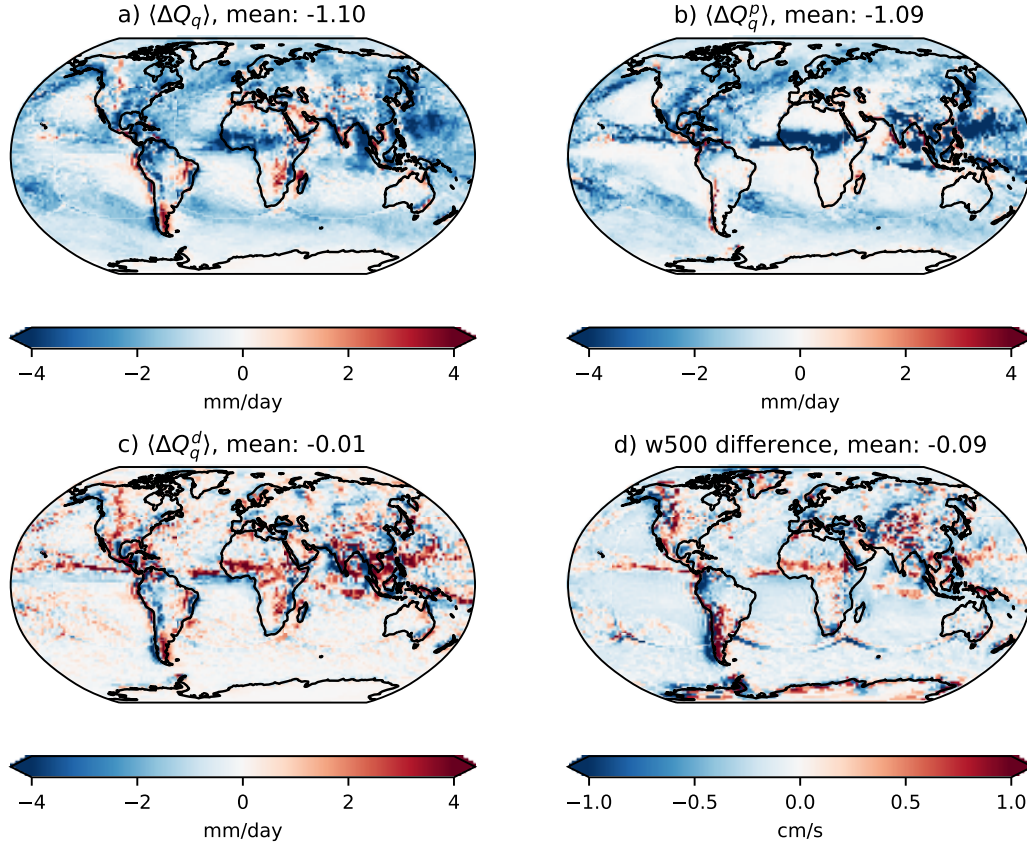 a) ⟨ΔQ_q⟩, mean: -1.10
b) ⟨ΔQ_q^p⟩, mean: -1.09
−4 −2 0 2 4
mm/day
−4 −2 0 2 4
mm/day
c) ⟨ΔQ_q^d⟩, mean: -0.01
d) w500 difference, mean: -0.09
−4 −2 0 2 4
mm/day
−1.0 −0.5 0.0 0.5 1.0
cm/s